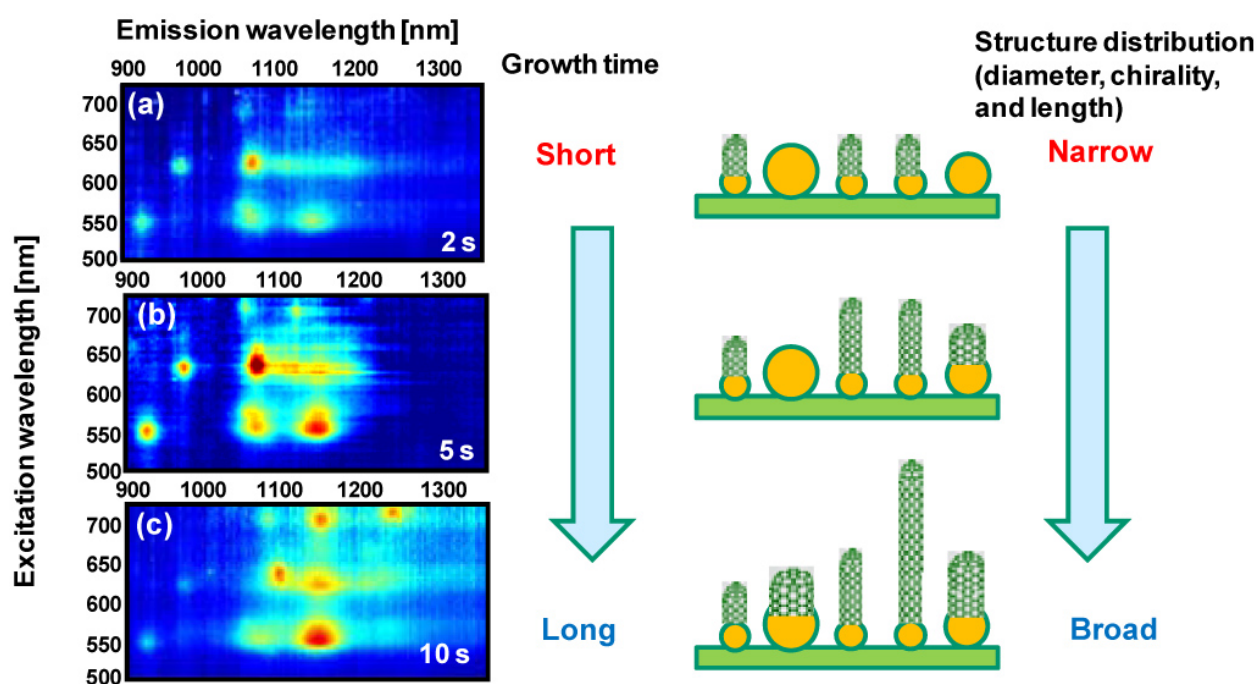 Emission wavelength [nm]
900 1000 1100 1200 1300
Growth time
Structure distribution
(diameter, chirality,
and length)
Excitation wavelength [nm]
700
650
600
550
500
(a)
2 s
Short
Narrow
900 1000 1100 1200 1300
700
650
600
550
500
(b)
5 s
900 1000 1100 1200 1300
700
650
600
550
500
(c)
10 s
Long
Broad